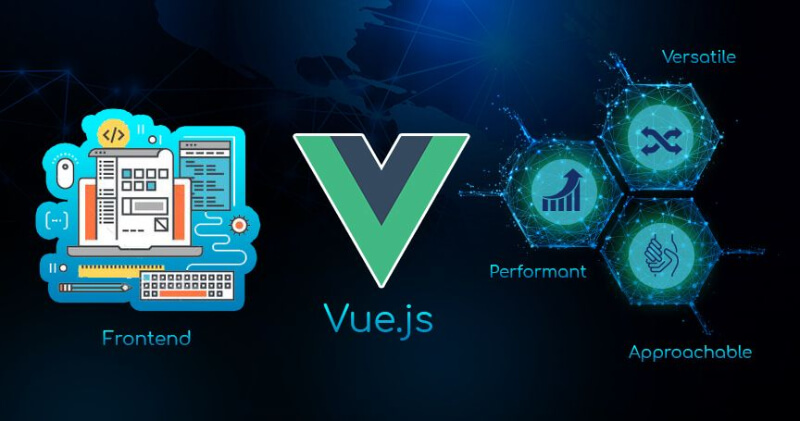 Frontend
Vue.js
Versatile
Performant
Approachable